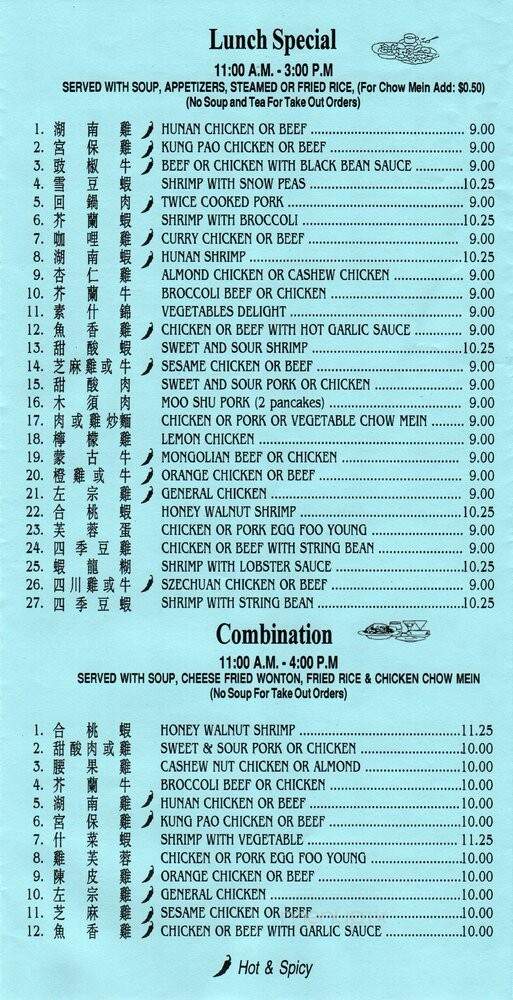 Lunch Special
11:00 A.M. - 3:00 P.M
SERVED WITH SOUP, APPETIZERS, STEAMED OR FRIED RICE, (For Chow Mein Add: $0.50)
(No Soup and Tea For Take Out Orders)
1. 湖南雞 HUNAN CHICKEN OR BEEF 9.00
2. 宮保雞 KUNG PAO CHICKEN OR BEEF 9.00
3. 豉椒牛 BEEF OR CHICKEN WITH BLACK BEAN SAUCE 9.00
4. 雪豆蝦 SHRIMP WITH SNOW PEAS 10.25
5. 回鍋肉 TWICE COOKED PORK 9.00
6. 芥蘭蝦 SHRIMP WITH BROCCOLI 10.25
7. 咖哩雞 CURRY CHICKEN OR BEEF 9.00
8. 湖南蝦 HUNAN SHRIMP 10.25
9. 杏仁雞 ALMOND CHICKEN OR CASHEW CHICKEN 9.00
10. 芥蘭牛 BROCCOLI BEEF OR CHICKEN 9.00
11. 素什錦 VEGETABLES DELIGHT 9.00
12. 魚香雞 CHICKEN OR BEEF WITH HOT GARLIC SAUCE 9.00
13. 甜酸蝦 SWEET AND SOUR SHRIMP 10.25
14. 芝麻雞或牛 SESAME CHICKEN OR BEEF 9.00
15. 甜酸肉 SWEET AND SOUR PORK OR CHICKEN 9.00
16. 木須肉 MOO SHU PORK (2 pancakes) 9.00
17. 肉或雞炒麵 CHICKEN OR PORK OR VEGETABLE CHOW MEIN 9.00
18. 檸檬雞 LEMON CHICKEN 9.00
19. 蒙古牛 MONGOLIAN BEEF OR CHICKEN 9.00
20. 橙雞或牛 ORANGE CHICKEN OR BEEF 9.00
21. 左宗雞 GENERAL CHICKEN 9.00
22. 合桃蝦 HONEY WALNUT SHRIMP 10.25
23. 芙蓉蛋 CHICKEN OR PORK EGG FOO YOUNG 9.00
24. 四季豆雞 CHICKEN OR BEEF WITH STRING BEAN 9.00
25. 蝦龍糊 SHRIMP WITH LOBSTER SAUCE 10.25
26. 四川雞或牛 SZECHUAN CHICKEN OR BEEF 9.00
27. 四季豆蝦 SHRIMP WITH STRING BEAN 10.25
Combination
11:00 A.M. - 4:00 P.M
SERVED WITH SOUP, CHEESE FRIED WONTON, FRIED RICE & CHICKEN CHOW MEIN
(No Soup For Take Out Orders)
1. 合桃蝦 HONEY WALNUT SHRIMP 11.25
2. 甜酸肉或雞 SWEET & SOUR PORK OR CHICKEN 10.00
3. 腰果雞 CASHEW NUT CHICKEN OR ALMOND 10.00
4. 芥蘭牛 BROCCOLI BEEF OR CHICKEN 10.00
5. 湖南雞 HUNAN CHICKEN OR BEEF 10.00
6. 宮保雞 KUNG PAO CHICKEN OR BEEF 10.00
7. 什菜蝦 SHRIMP WITH VEGETABLE 11.25
8. 雞芙蓉 CHICKEN OR PORK EGG FOO YOUNG 10.00
9. 陳皮雞 ORANGE CHICKEN OR BEEF 10.00
10. 左宗雞 GENERAL CHICKEN 10.00
11. 芝麻雞 SESAME CHICKEN OR BEEF 10.00
12. 魚香雞 CHICKEN OR BEEF WITH GARLIC SAUCE 10.00
Hot & Spicy